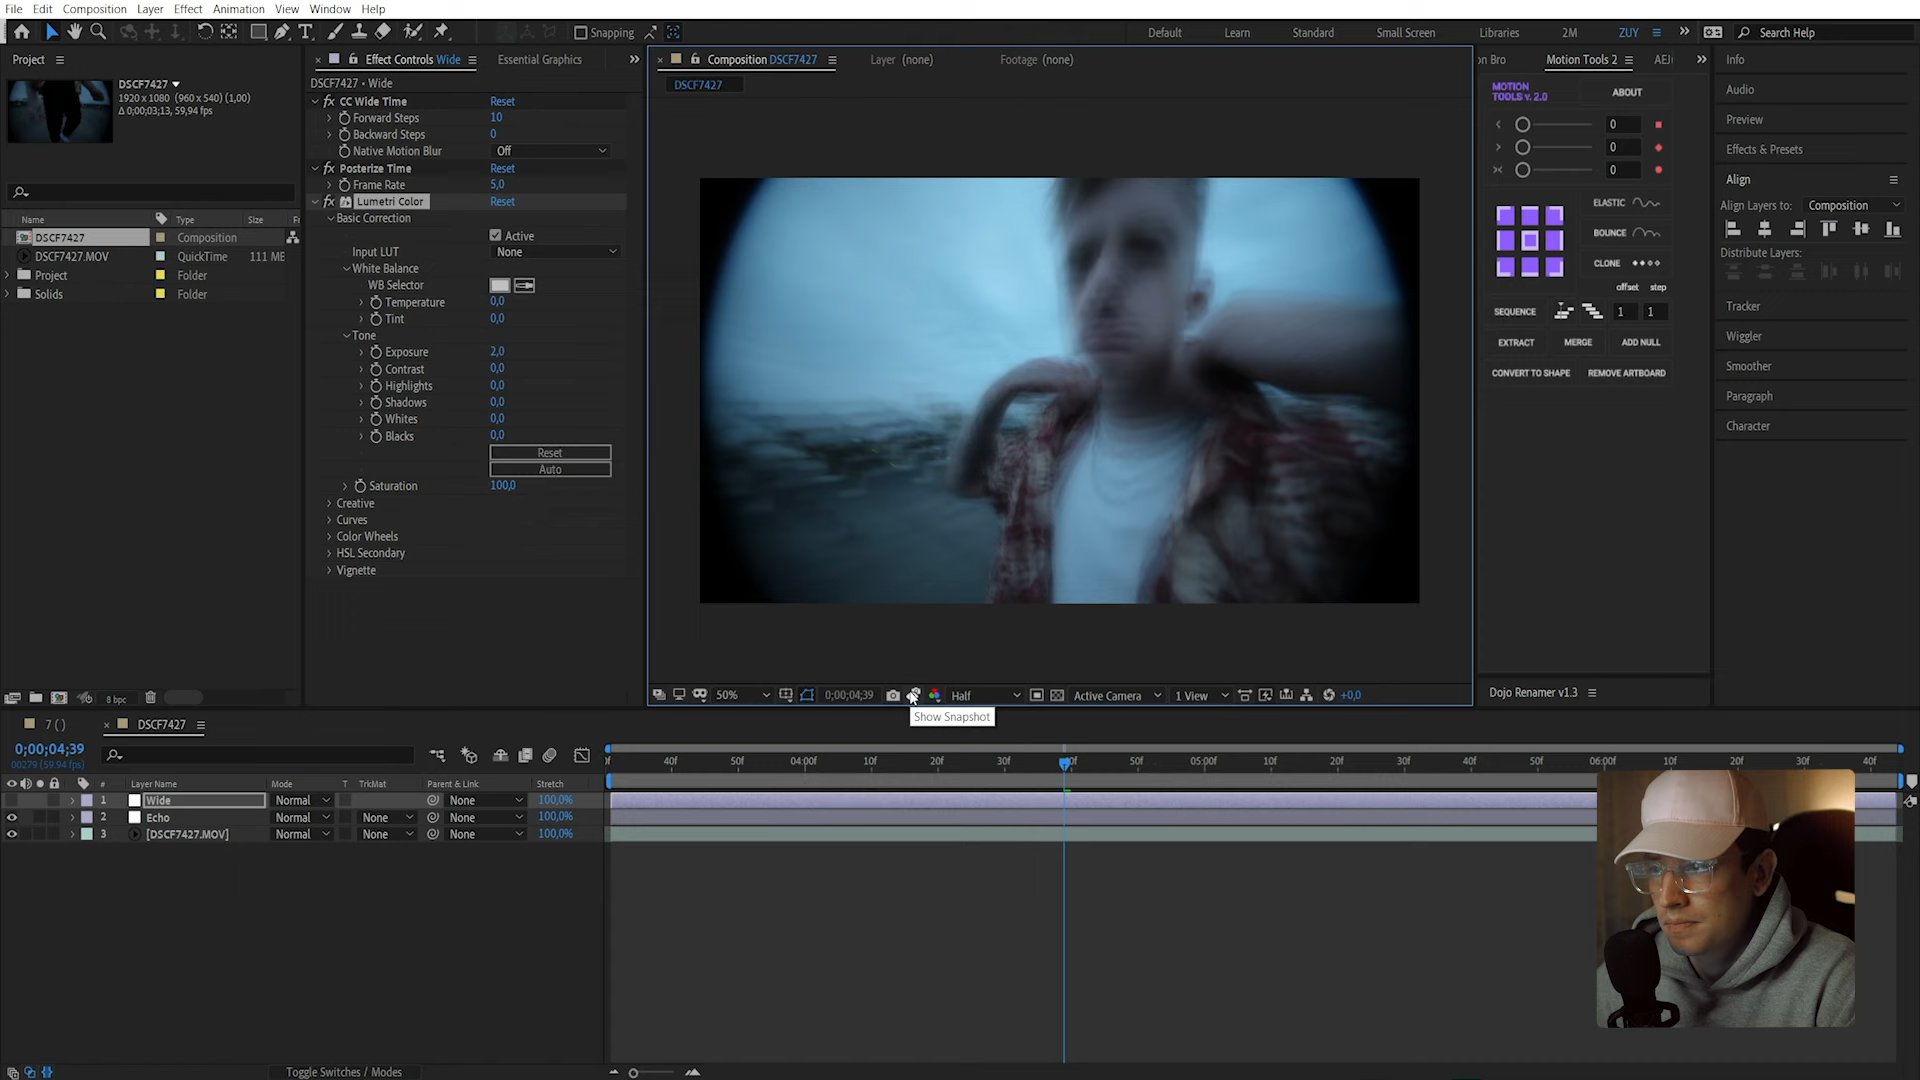 File Edit Composition Layer Effect Animation View Window Help
Snapping
Default Learn Standard Small Screen Libraries 2M ZUY Search Help
Project
DSCF7427
1920 x 1080 (960 x 540) (1,00)
Δ 0;00;03;13, 59,94 fps
Name Type Size Fr
DSCF7427 Composition
DSCF7427.MOV QuickTime 111 MB
Project Folder
Solids Folder
8 bpc
Effect Controls Wide Essential Graphics
DSCF7427 • Wide
fx CC Wide Time Reset
Forward Steps 10
Backward Steps 0
Native Motion Blur Off
fx Posterize Time Reset
Frame Rate 5,0
fx Lumetri Color Reset
Basic Correction
Active
Input LUT None
White Balance
WB Selector
Temperature 0,0
Tint 0,0
Tone
Exposure 2,0
Contrast 0,0
Highlights 0,0
Shadows 0,0
Whites 0,0
Blacks 0,0
Reset
Auto
Saturation 100,0
Creative
Curves
Color Wheels
HSL Secondary
Vignette
Composition DSCF7427 Layer (none) Footage (none)
DSCF7427
50% 0;00;04;39 Half Active Camera 1 View +0,0
Show Snapshot
on Bro Motion Tools 2 AEJ
MOTION
TOOLS v. 2.0
ABOUT
0
0
0
ELASTIC
BOUNCE
CLONE
offset step
SEQUENCE 1 1
EXTRACT MERGE ADD NULL
CONVERT TO SHAPE REMOVE ARTBOARD
Dojo Renamer v1.3
Info
Audio
Preview
Effects & Presets
Align
Align Layers to: Composition
Distribute Layers:
Tracker
Wiggler
Smoother
Paragraph
Character
7 () DSCF7427
0;00;04;39
00279 (59.94 fps)
# Layer Name Mode T TrkMat Parent & Link Stretch
1 Wide Normal None 100,0%
2 Echo Normal None None 100,0%
3 [DSCF7427.MOV] Normal None None 100,0%
40f 50f 04:00f 10f 20f 30f 50f 05:00f 10f 20f 30f 40f 50f 06:00f 10f 20f 30f 40f
Toggle Switches / Modes